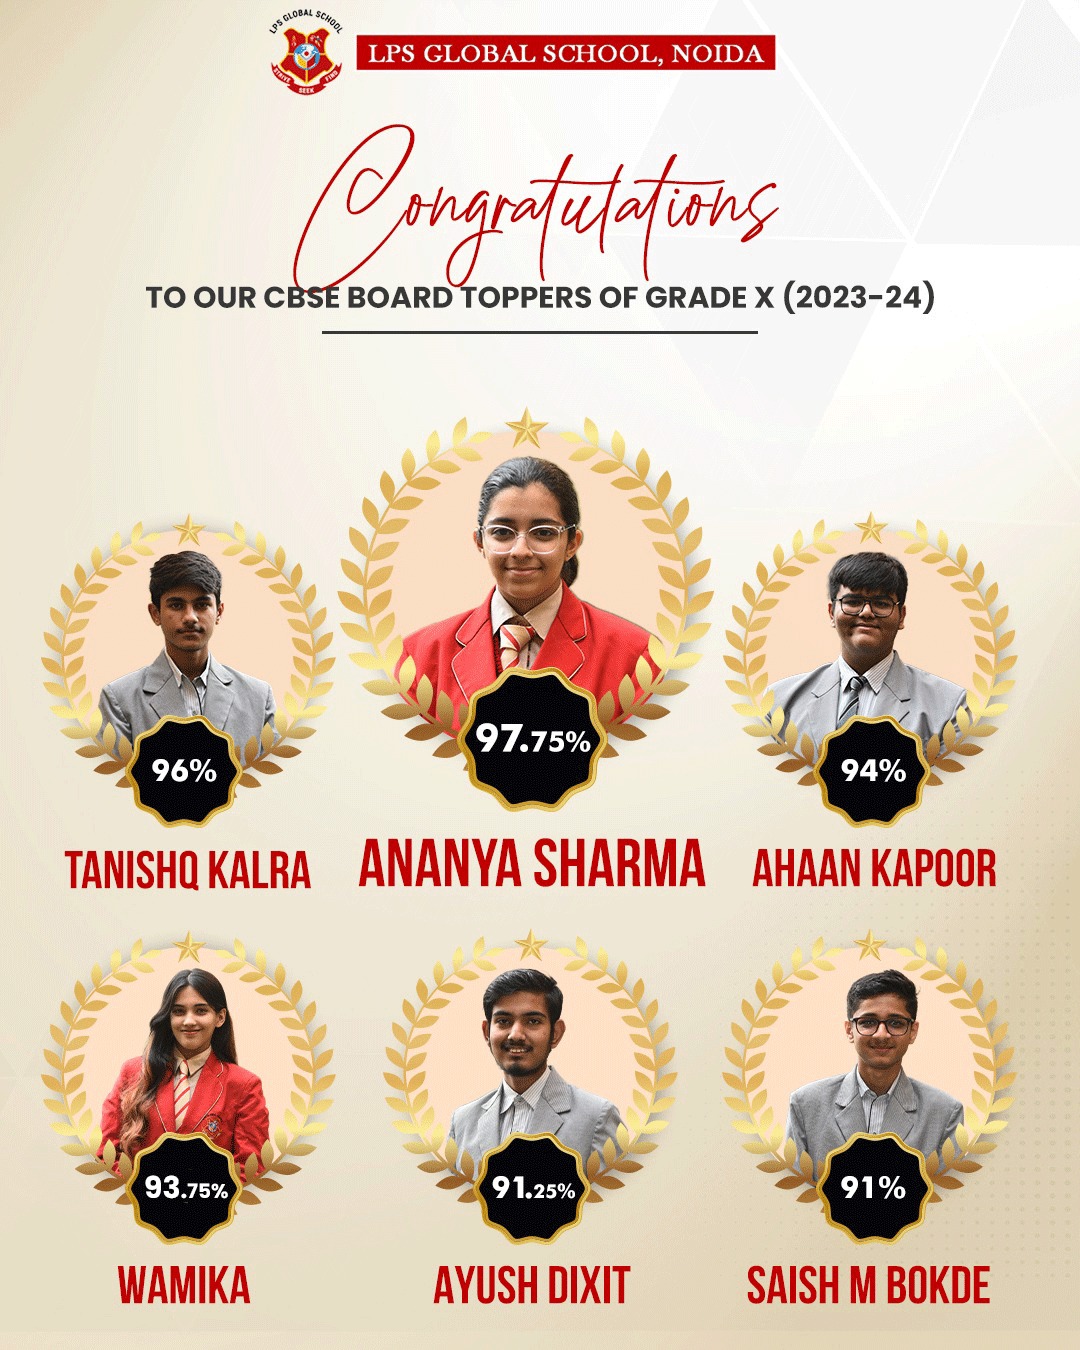 LPS GLOBAL SCHOOL
STRIVE SEEK FIND
LPS GLOBAL SCHOOL, NOIDA
Congratulations
TO OUR CBSE BOARD TOPPERS OF GRADE X (2023-24)
96%
97.75%
94%
TANISHQ KALRA
ANANYA SHARMA
AHAAN KAPOOR
93.75%
91.25%
91%
WAMIKA
AYUSH DIXIT
SAISH M BOKDE